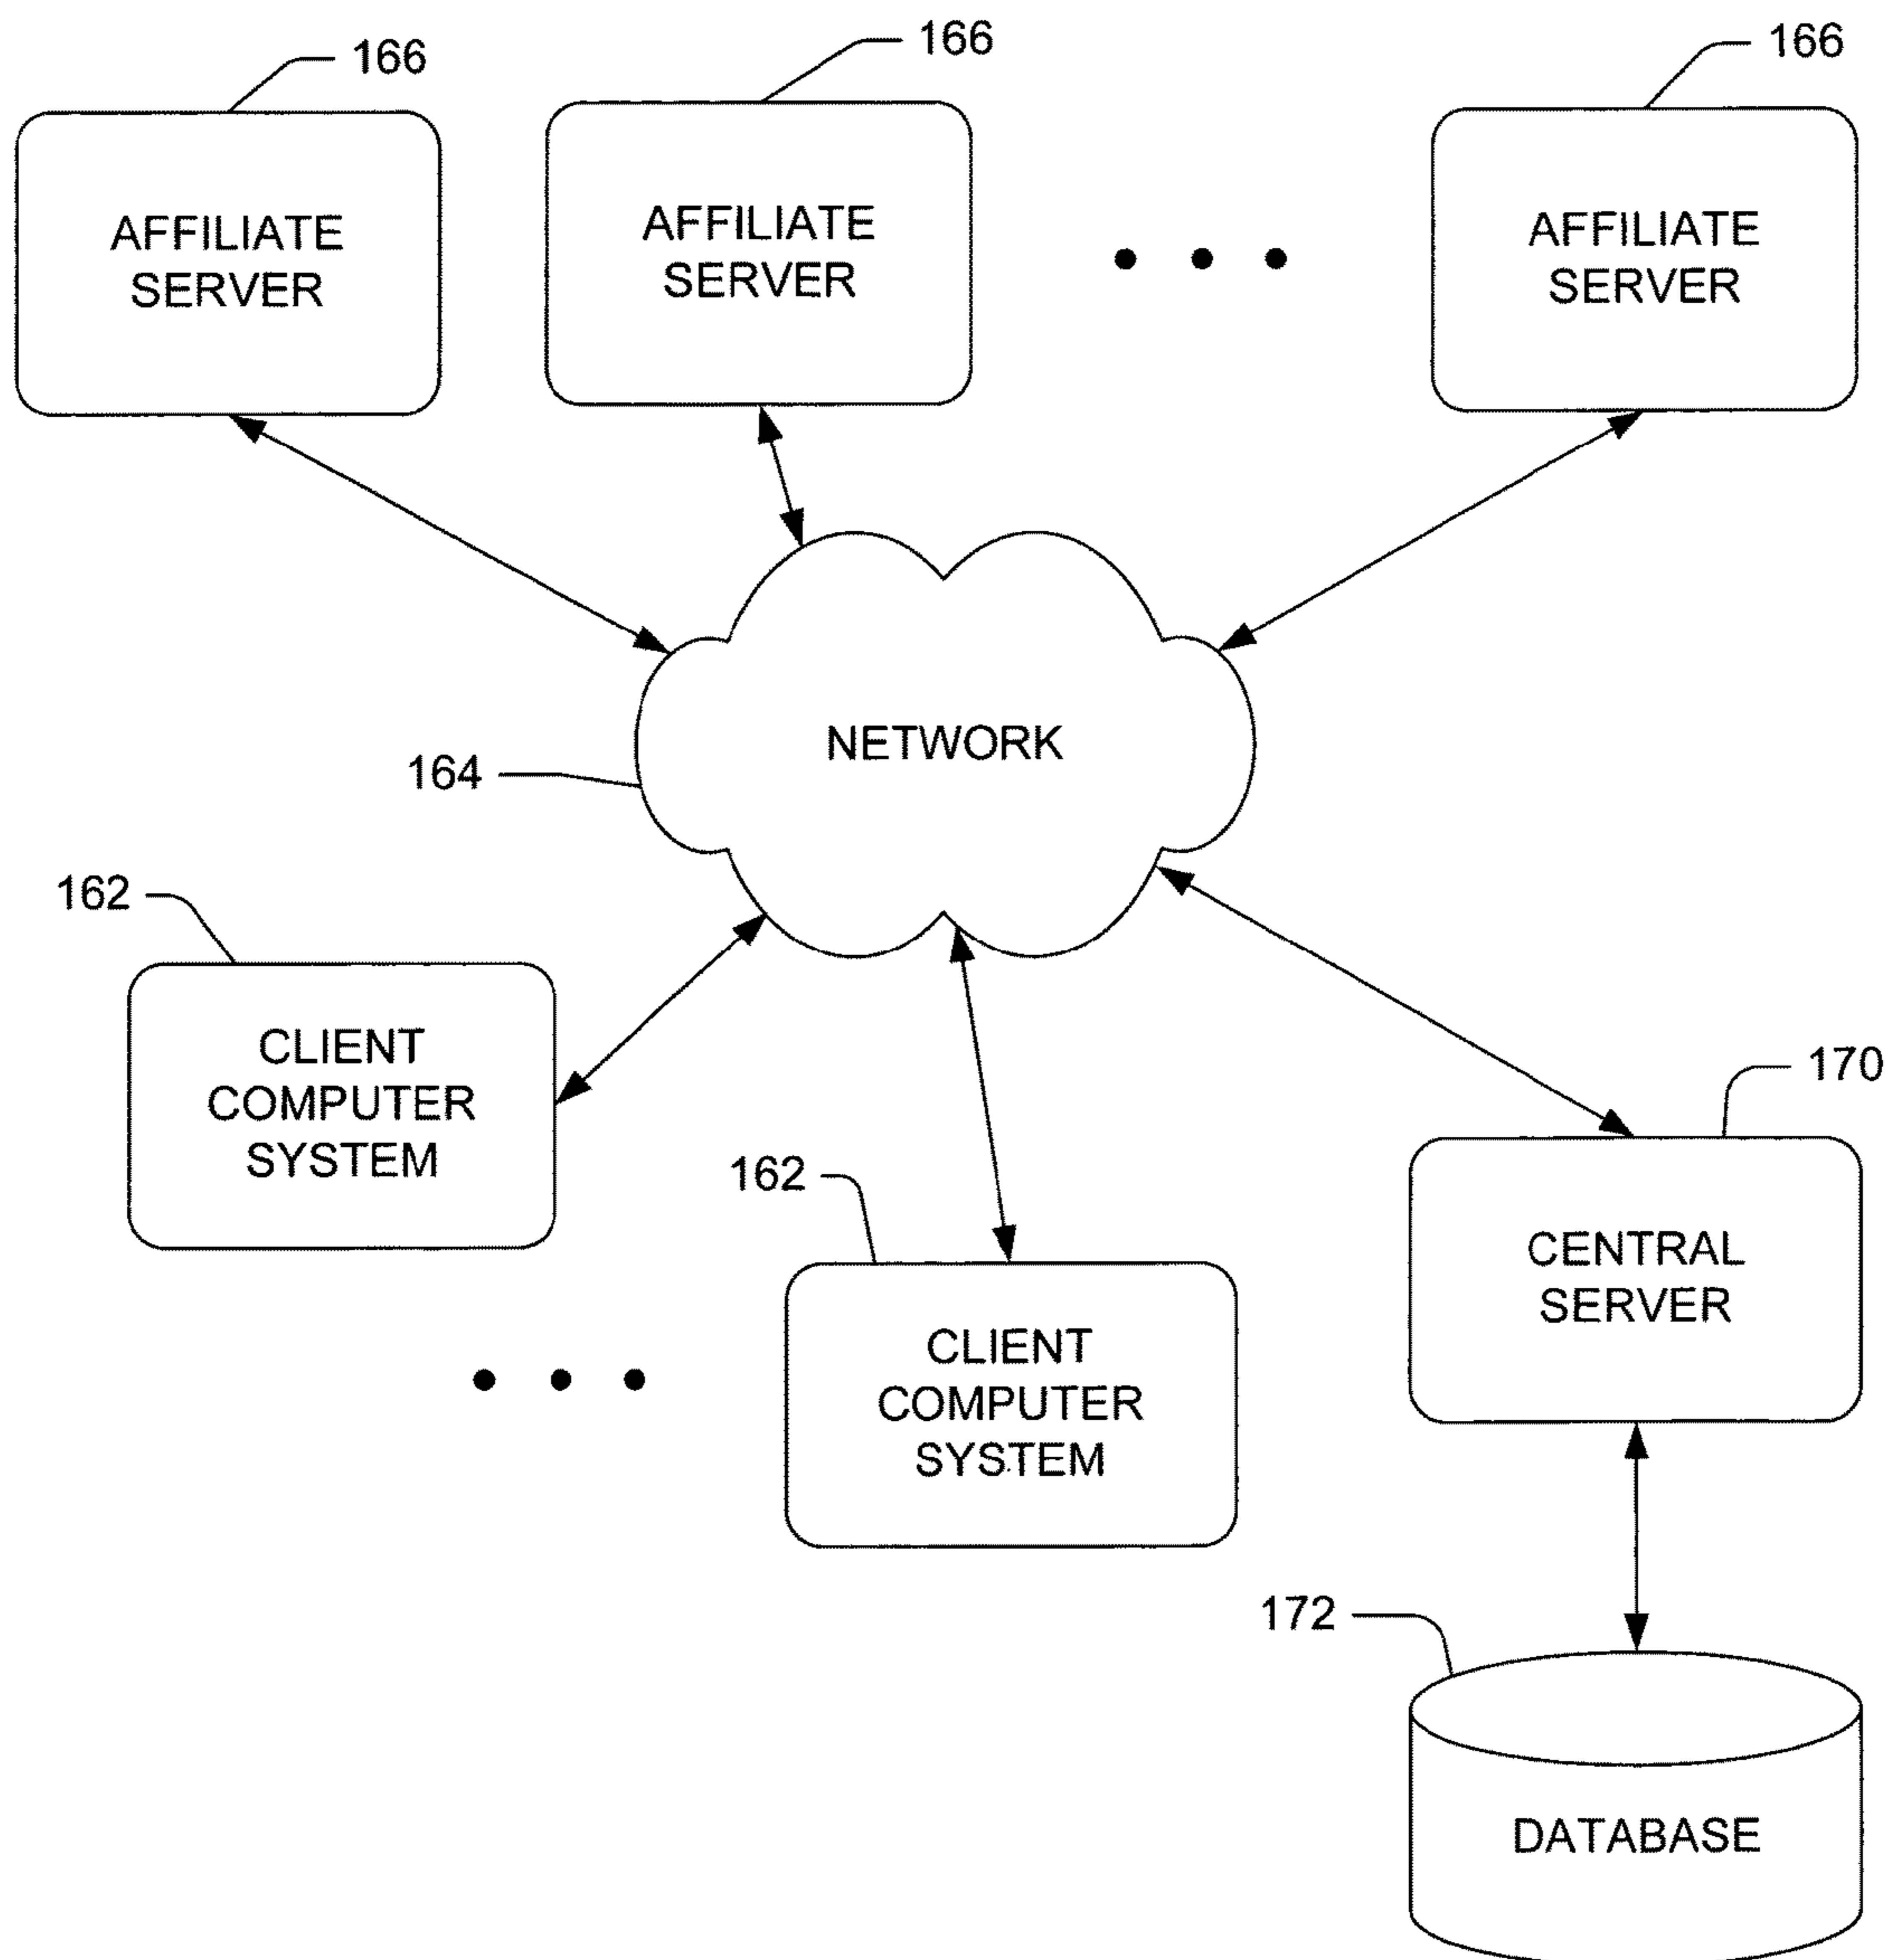 166
166
166
AFFILIATE
SERVER
AFFILIATE
SERVER
AFFILIATE
SERVER
NETWORK
164
162
CLIENT
COMPUTER
SYSTEM
162
CLIENT
COMPUTER
SYSTEM
170
CENTRAL
SERVER
172
DATABASE